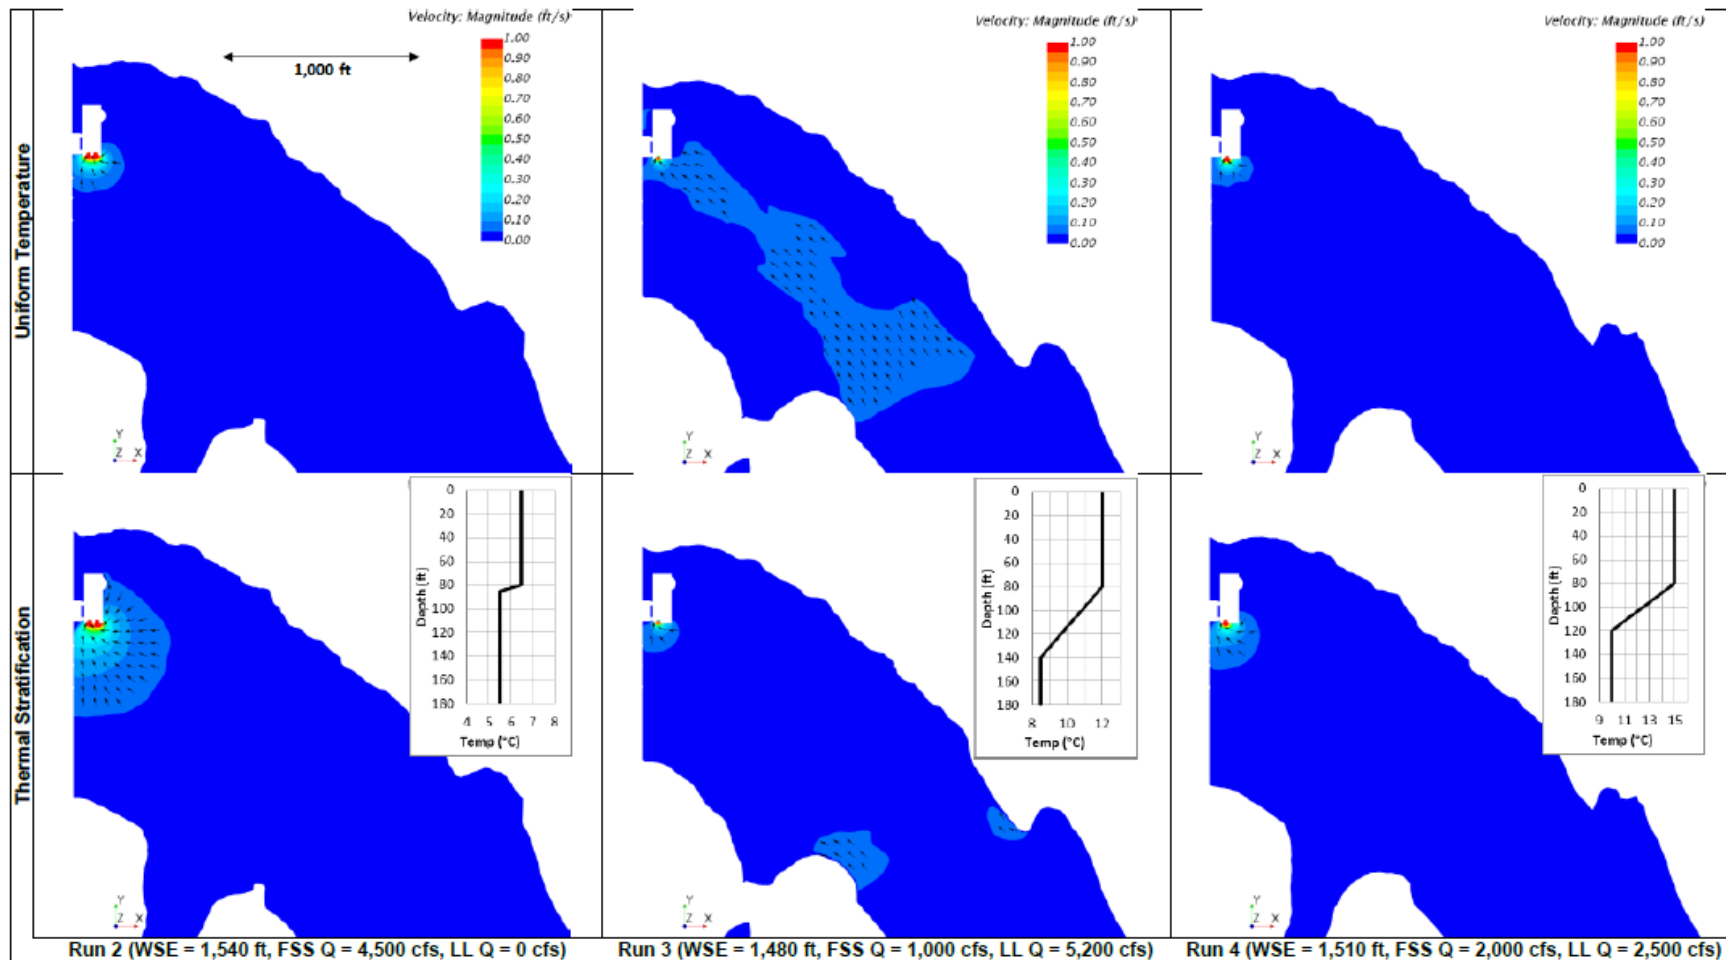 Velocity: Magnitude (ft/s)
1.00
0.90
0.80
0.70
0.60
0.50
0.40
0.30
0.20
0.10
0.00
1,000 ft
Y
Z X
Velocity: Magnitude (ft/s)
1.00
0.90
0.80
0.70
0.60
0.50
0.40
0.30
0.20
0.10
0.00
Y
Z X
Velocity: Magnitude (ft/s)
1.00
0.90
0.80
0.70
0.60
0.50
0.40
0.30
0.20
0.10
0.00
Y
Z X
Uniform Temperature
Thermal Stratification
0
20
40
60
80
100
120
140
160
180
Depth (ft)
4 5 6 7 8
Temp (°C)
Y
Z X
0
20
40
60
80
100
120
140
160
180
Depth (ft)
8 10 12
Temp (°C)
Y
Z X
0
20
40
60
80
100
120
140
160
180
Depth (ft)
9 11 13 15
Temp (°C)
Y
Z X
Run 2 (WSE = 1,540 ft, FSS Q = 4,500 cfs, LL Q = 0 cfs)
Run 3 (WSE = 1,480 ft, FSS Q = 1,000 cfs, LL Q = 5,200 cfs)
Run 4 (WSE = 1,510 ft, FSS Q = 2,000 cfs, LL Q = 2,500 cfs)